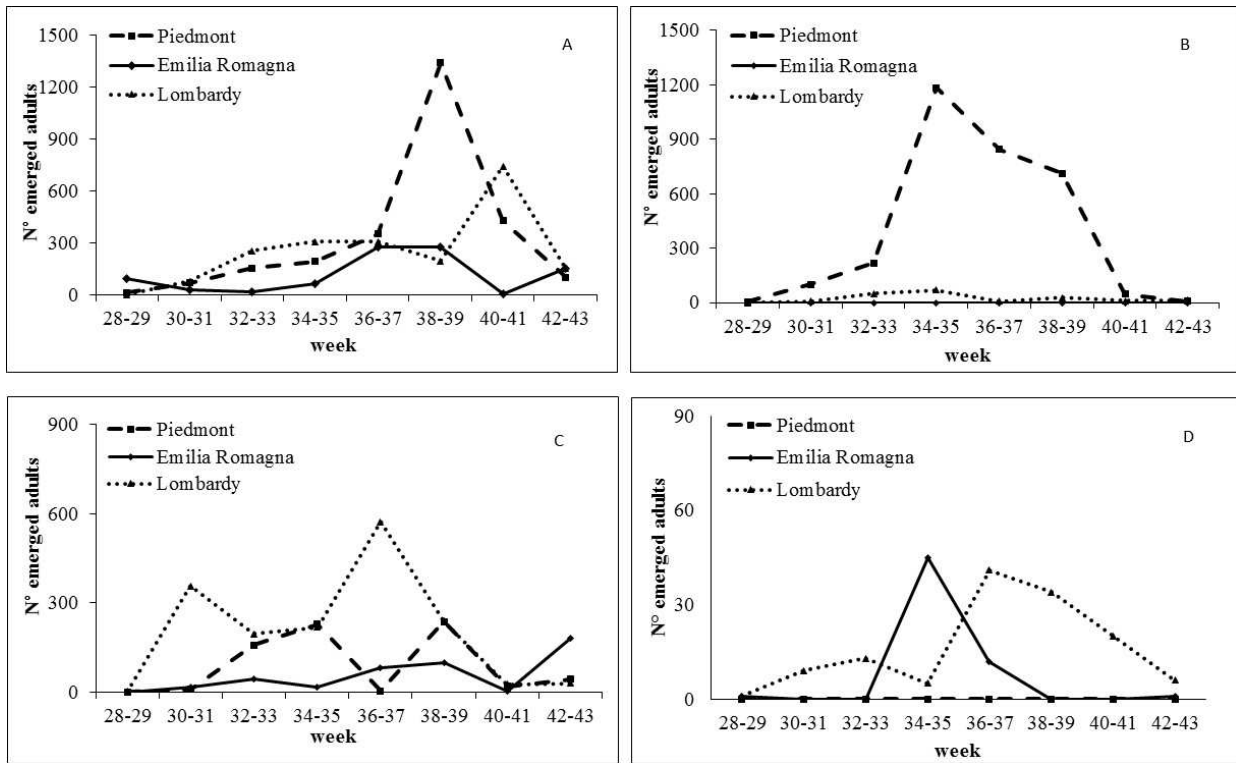 A
Piedmont
Emilia Romagna
Lombardy
N° emerged adults
1500
1200
900
600
300
0
28-29 30-31 32-33 34-35 36-37 38-39 40-41 42-43
week
B
Piedmont
Emilia Romagna
Lombardy
N° emerged adults
1500
1200
900
600
300
0
28-29 30-31 32-33 34-35 36-37 38-39 40-41 42-43
week
C
Piedmont
Emilia Romagna
Lombardy
N° emerged adults
900
600
300
0
28-29 30-31 32-33 34-35 36-37 38-39 40-41 42-43
week
D
Piedmont
Emilia Romagna
Lombardy
N° emerged adults
90
60
30
0
28-29 30-31 32-33 34-35 36-37 38-39 40-41 42-43
week